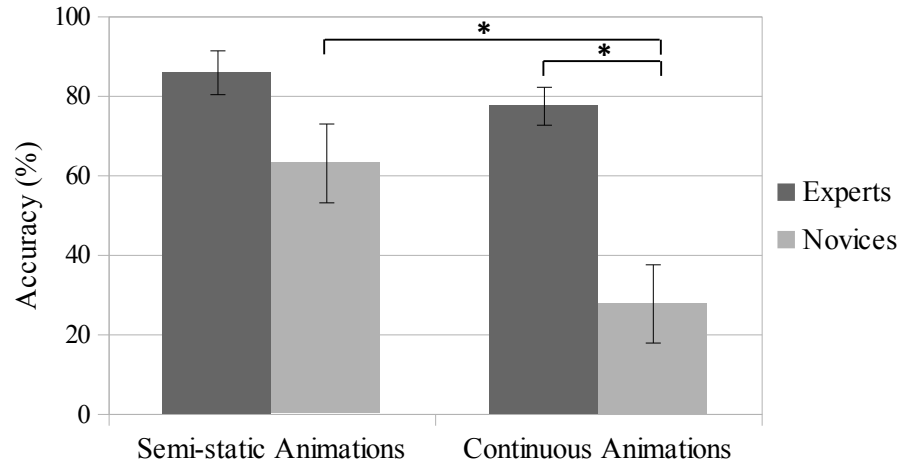 100
80
60
40
20
0
Accuracy (%)
*
*
Experts
Novices
Semi-static Animations
Continuous Animations